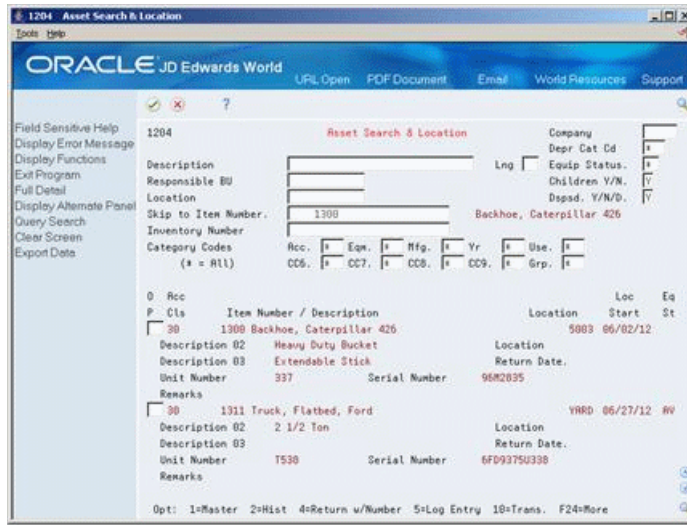 1204 Asset Search & Location
Tools Help
ORACLE JD Edwards World
URL Open PDF Document Email World Resources Support
Field Sensitive Help
Display Error Message
Display Functions
Exit Program
Full Detail
Display Alternate Panel
Query Search
Clear Screen
Export Data
?
1204 Asset Search & Location Company
Depr Cat Cd *
Description Lng Equip Status. *
Responsible BU Children Y/N. Y
Location Dspsd. Y/N/D. Y
Skip to Item Number. 1300 Backhoe, Caterpillar 426
Inventory Number
Category Codes Acc. * Eqm. * Mfg. * Yr * Use. *
(* = All) CC6. * CC7. * CC8. * CC9. * Grp. *
O Acc Loc Eq
P Cls Item Number / Description Location Start St
30 1300 Backhoe, Caterpillar 426 5003 06/02/12
Description 02 Heavy Duty Bucket Location
Description 03 Extendable Stick Return Date.
Unit Number 337 Serial Number 96M2035
Remarks
30 1311 Truck, Flatbed, Ford YARD 06/27/12 AV
Description 02 2 1/2 Ton Location
Description 03 Return Date.
Unit Number T530 Serial Number 6FD9375U330
Remarks
Opt: 1=Master 2=Hist 4=Return w/Number 5=Log Entry 10=Trans. F24=More